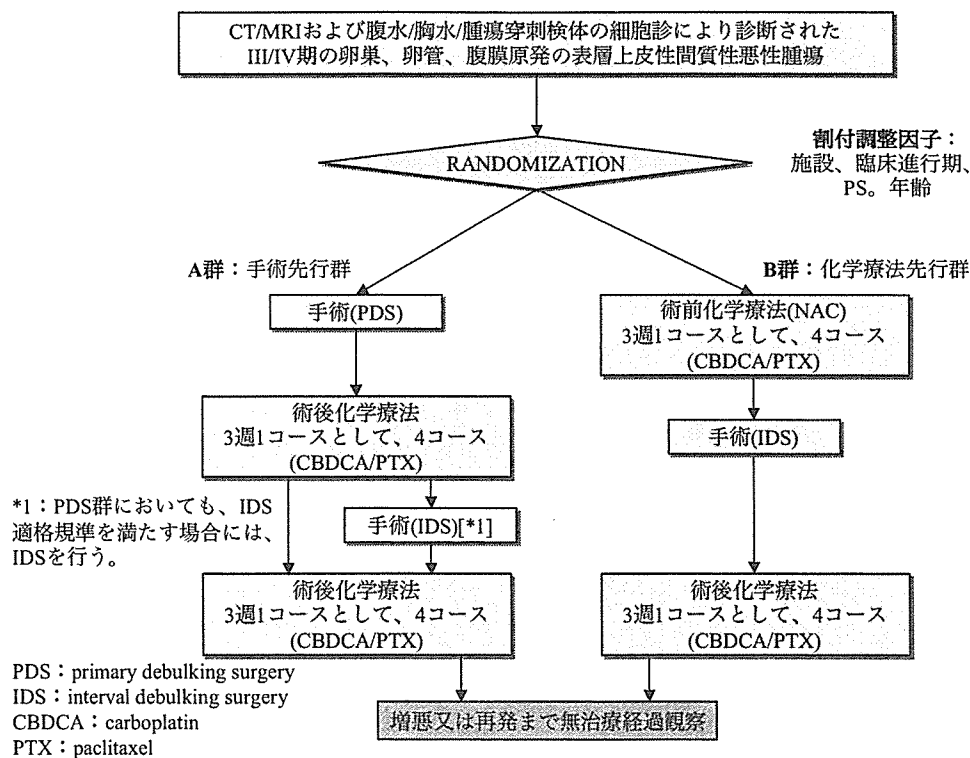 CT/MRIおよび腹水/胸水/腫瘍穿刺検体の細胞診により診断された
III/IV期の卵巣、卵管、腹膜原発の表層上皮性間質性悪性腫瘍
RANDOMIZATION
割付調整因子：
施設、臨床進行期、
PS。年齢
A群：手術先行群
B群：化学療法先行群
手術(PDS)
術前化学療法(NAC)
3週1コースとして、4コース
(CBDCA/PTX)
術後化学療法
3週1コースとして、4コース
(CBDCA/PTX)
手術(IDS)
*1：PDS群においても、IDS
適格規準を満たす場合には、
IDSを行う。
手術(IDS)[*1]
術後化学療法
3週1コースとして、4コース
(CBDCA/PTX)
術後化学療法
3週1コースとして、4コース
(CBDCA/PTX)
PDS：primary debulking surgery
IDS：interval debulking surgery
CBDCA：carboplatin
PTX：paclitaxel
増悪又は再発まで無治療経過観察